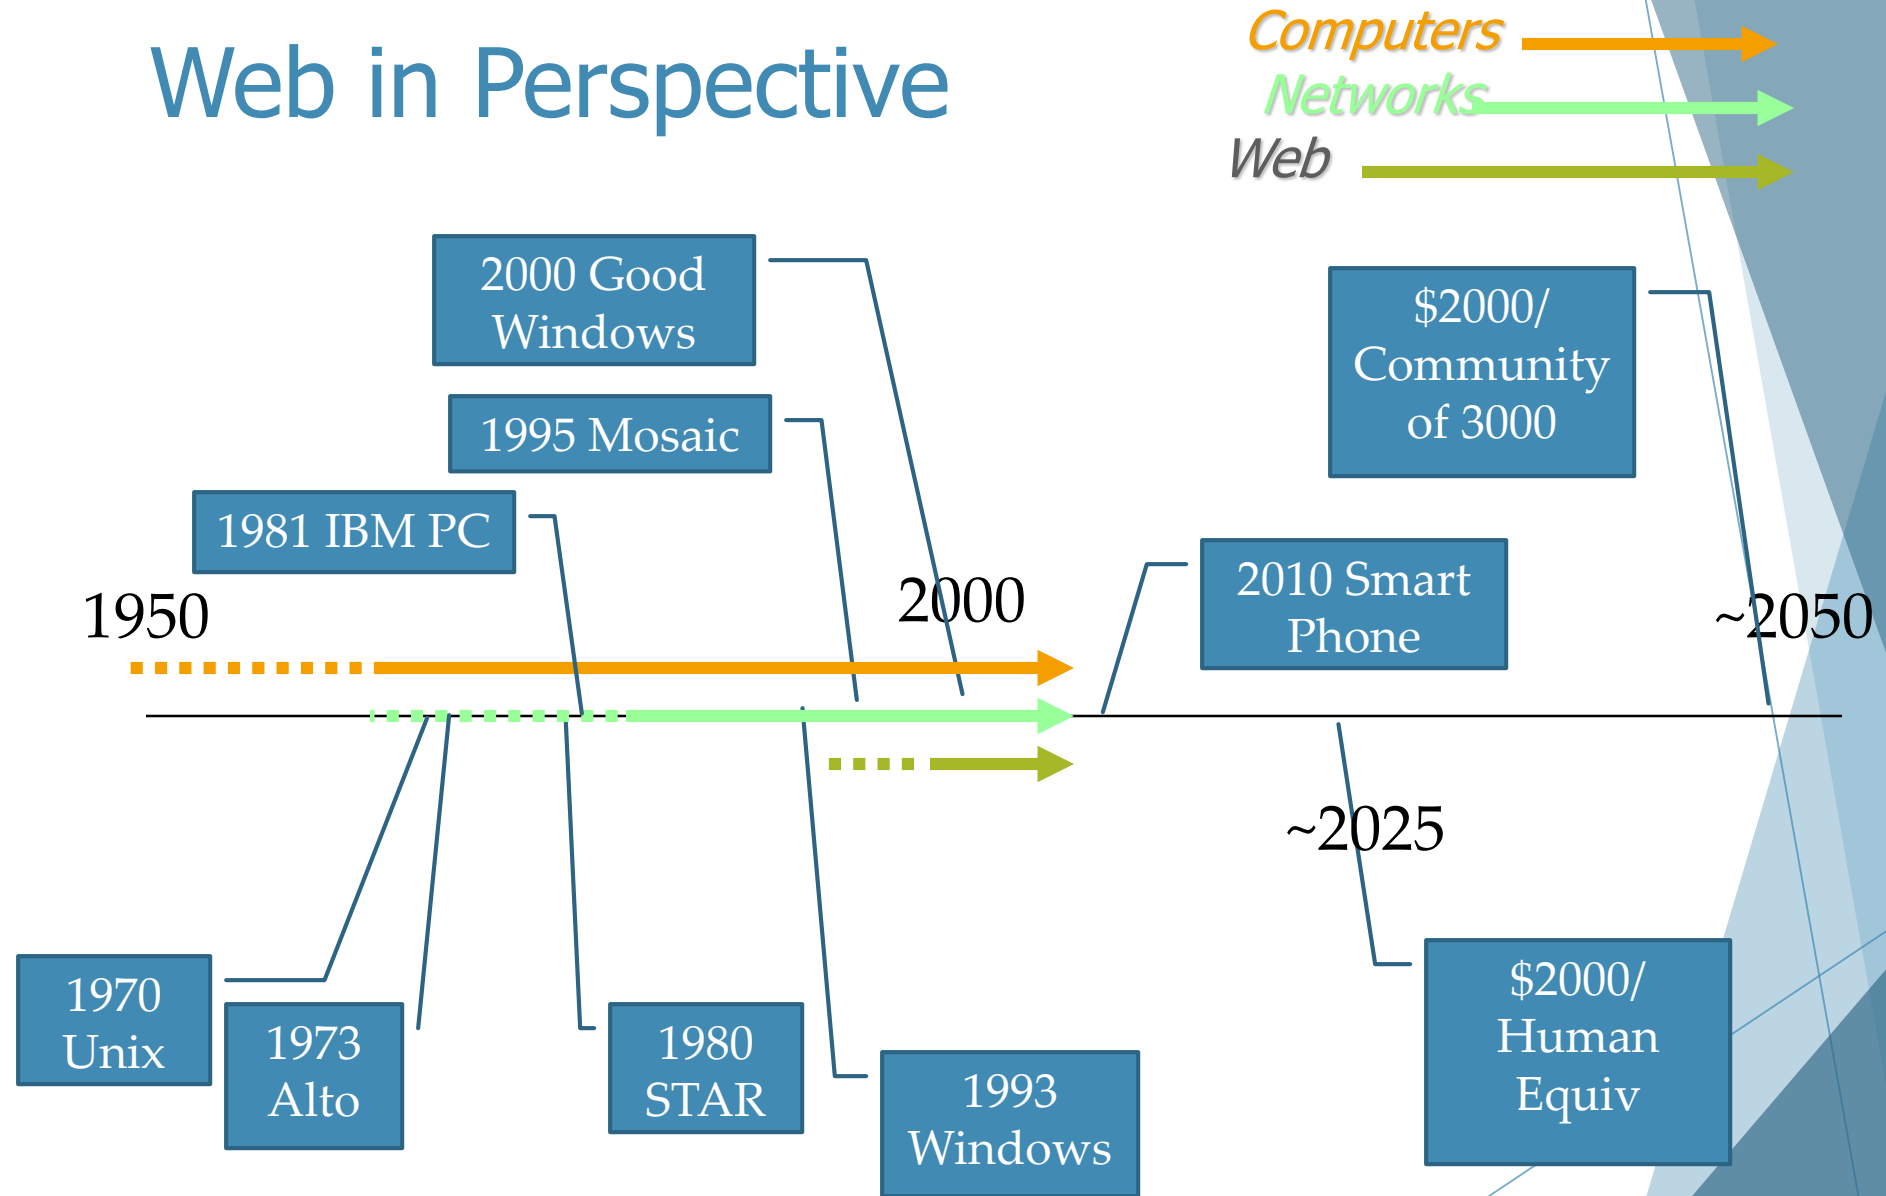 Web in Perspective
Computers
Networks
Web
2000 Good
Windows
1995 Mosaic
1981 IBM PC
$2000/
Community
of 3000
2010 Smart
Phone
1950
2000
~2050
~2025
1970
Unix
1973
Alto
1980
STAR
1993
Windows
$2000/
Human
Equiv